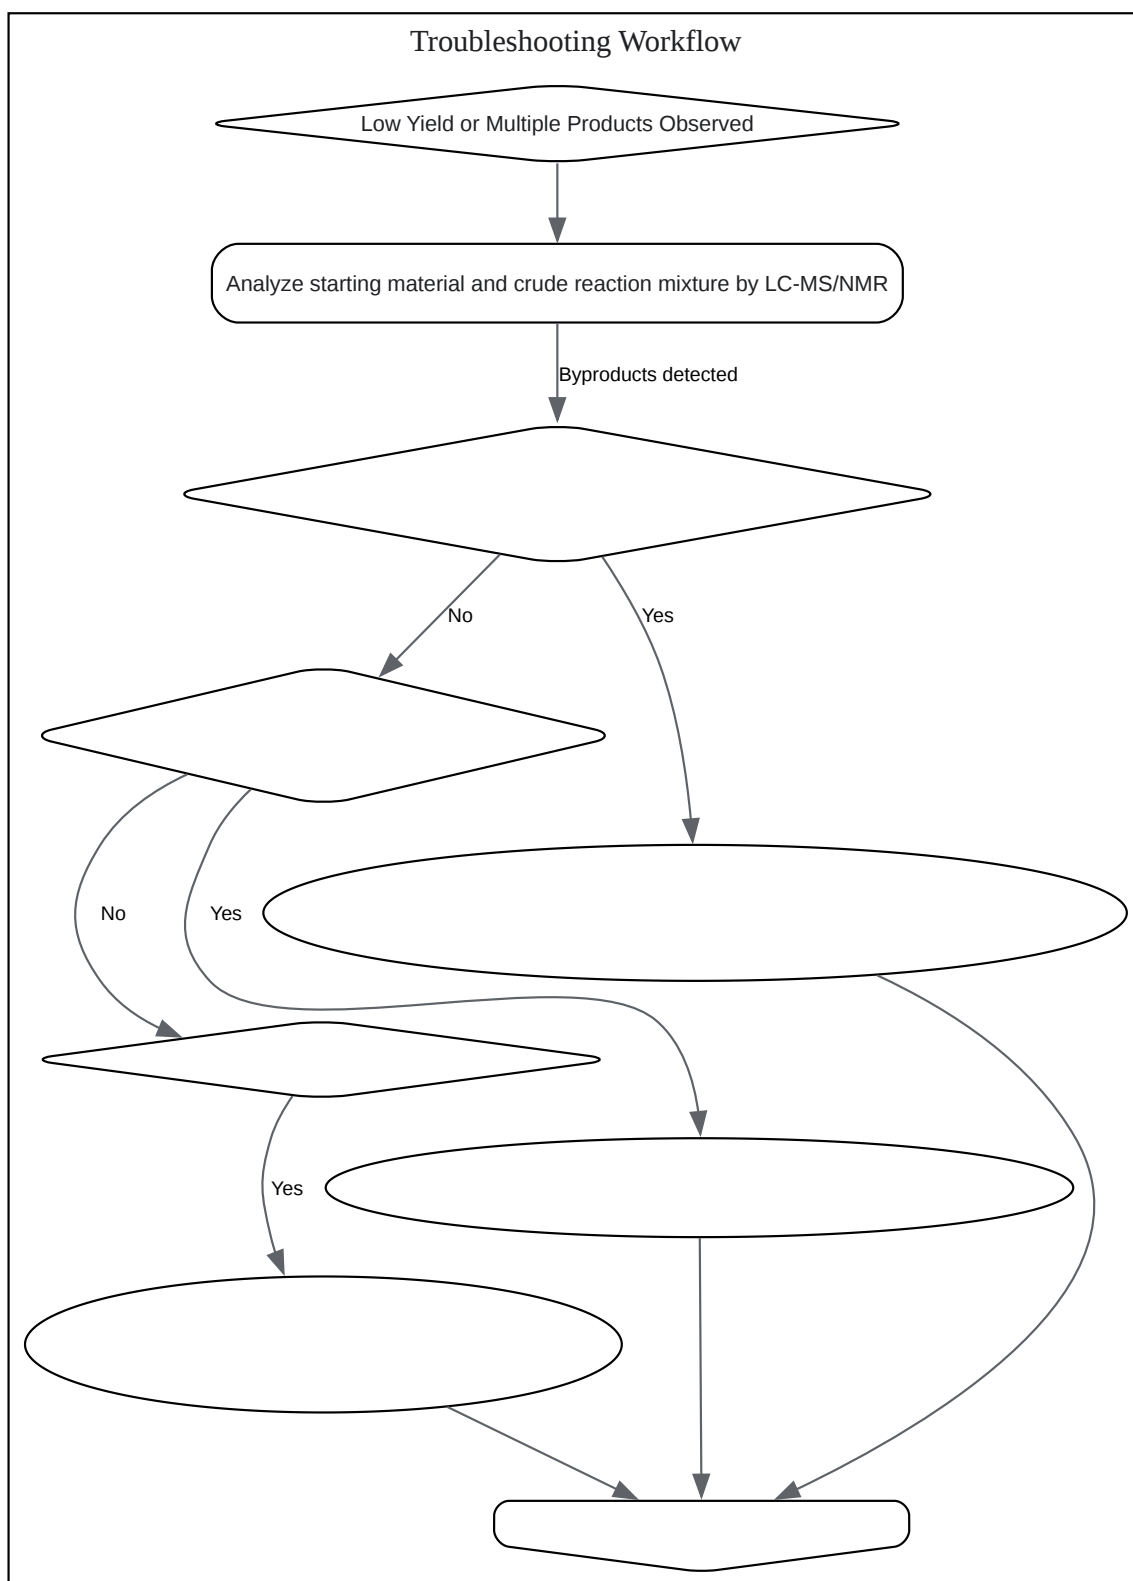 Troubleshooting Workflow
Low Yield or Multiple Products Observed
Analyze starting material and crude reaction mixture by LC-MS/NMR
Byproducts detected
No
Yes
No
Yes
Yes